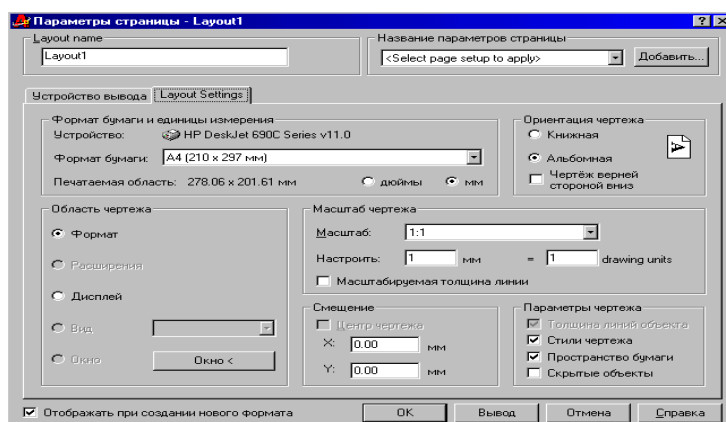 Параметры страницы - Layout1
Layout name
Название параметров страницы
Layout1
<Select page setup to apply>
Добавить...
Устройство вывода
Layout Settings
Формат бумаги и единицы измерения
Ориентация чертежа
Устройство: HP DeskJet 690C Series v11.0
Книжная
Формат бумаги: A4 (210 x 297 мм)
Альбомная
Печатаемая область: 278.06 x 201.61 мм
дюймы
мм
Чертёж верней
стороной вниз
Область чертежа
Масштаб чертежа
Формат
Масштаб: 1:1
Расширения
Настроить: 1 мм = 1 drawing units
Дисплей
Масштабируемая толщина линии
Вид
Смещение
Параметры чертежа
Центр чертежа
Толщина линий объекта
X: 0.00 мм
Стили чертежа
Окно
Окно <
Y: 0.00 мм
Пространство бумаги
Скрытые объекты
Отображать при создании нового формата
OK
Вывод
Отмена
Справка